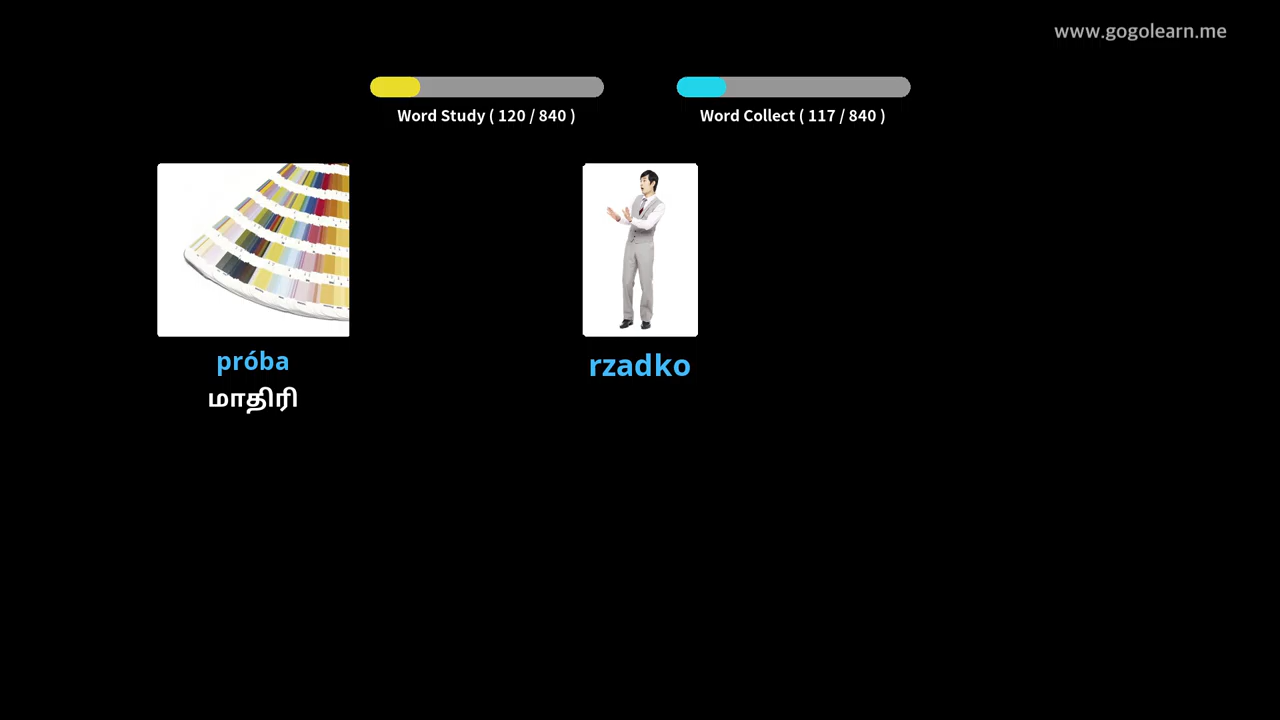 www.gogolearn.me
Word Study ( 120 / 840 )
Word Collect ( 117 / 840 )
próba
மாதிரி
rzadko